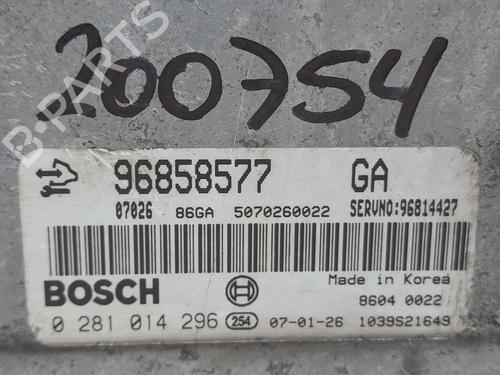 200754
B-PARTS
96858577 GA
07026 86GA 5070260022 SERVNO:96814427
Made in Korea
BOSCH 8604 0022
0 281 014 296 254 07-01-26 1039S21649